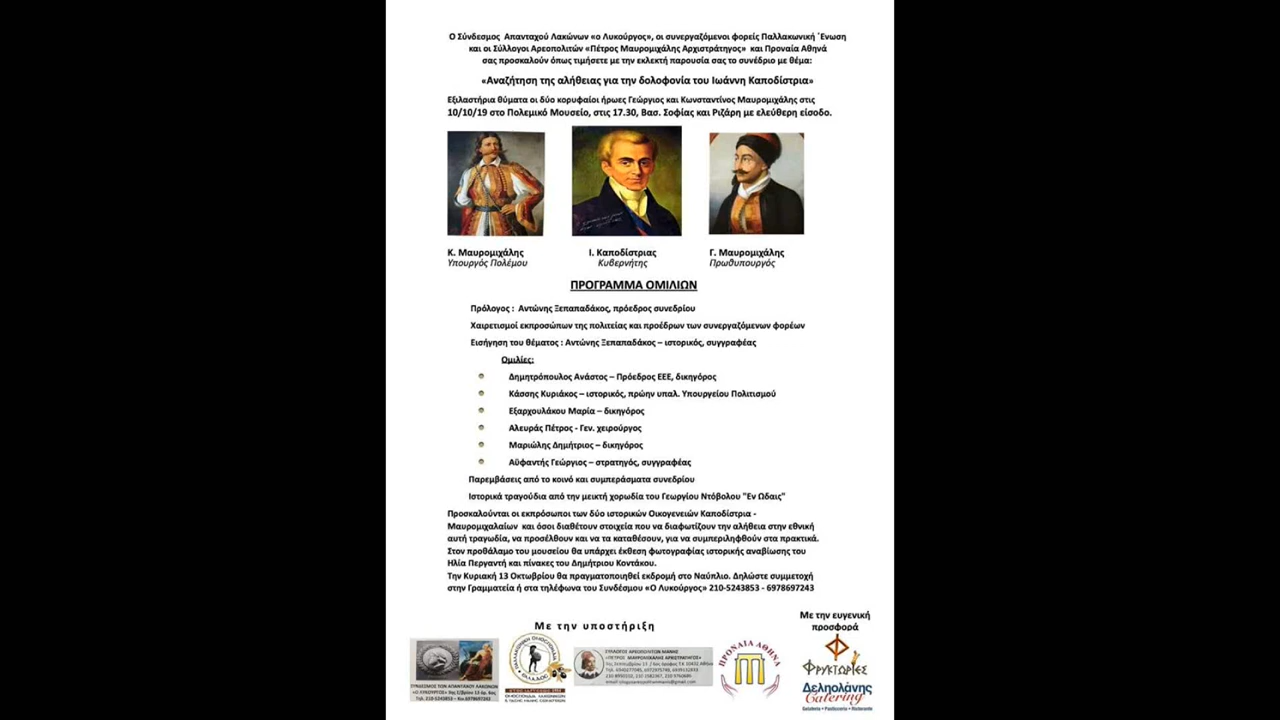 Ο Σύνδεσμος Απανταχού Λακώνων «ο Λυκούργος», οι συνεργαζόμενοι φορείς Παλλακωνική ΄Ενωση
και οι Σύλλογοι Αρεοπολιτών «Πέτρος Μαυρομιχάλης Αρχιστράτηγος» και Προναία Αθηνά
σας προσκαλούν όπως τιμήσετε με την εκλεκτή παρουσία σας το συνέδριο με θέμα:
«Αναζήτηση της αλήθειας για την δολοφονία του Ιωάννη Καποδίστρια»
Εξιλαστήρια θύματα οι δύο κορυφαίοι ήρωες Γεώργιος και Κωνσταντίνος Μαυρομιχάλης στις
10/10/19 στο Πολεμικό Μουσείο, στις 17.30, Βασ. Σοφίας και Ριζάρη με ελεύθερη είσοδο.
Κ. Μαυρομιχάλης Ι. Καποδίστριας Γ. Μαυρομιχάλης
Υπουργός Πολέμου Κυβερνήτης Πρωθυπουργός
ΠΡΟΓΡΑΜΜΑ ΟΜΙΛΙΩΝ
Πρόλογος : Αντώνης Ξεπαπαδάκος, πρόεδρος συνεδρίου
Χαιρετισμοί εκπροσώπων της πολιτείας και προέδρων των συνεργαζόμενων φορέων
Εισήγηση του θέματος : Αντώνης Ξεπαπαδάκος – ιστορικός, συγγραφέας
Ομιλίες:
Δημητρόπουλος Ανάστος – Πρόεδρος ΕΕΕ, δικηγόρος
Κάσσης Κυριάκος – ιστορικός, πρώην υπαλ. Υπουργείου Πολιτισμού
Εξαρχουλάκου Μαρία – δικηγόρος
Αλευράς Πέτρος - Γεν. χειρούργος
Μαριώλης Δημήτριος – δικηγόρος
Αϋφαντής Γεώργιος – στρατηγός, συγγραφέας
Παρεμβάσεις από το κοινό και συμπεράσματα συνεδρίου
Ιστορικά τραγούδια από την μεικτή χορωδία του Γεωργίου Ντόβολου "Εν Ωδαις"
Προσκαλούνται οι εκπρόσωποι των δύο ιστορικών Οικογενειών Καποδίστρια -
Μαυρομιχαλαίων και όσοι διαθέτουν στοιχεία που να διαφωτίζουν την αλήθεια στην εθνική
αυτή τραγωδία, να προσέλθουν και να τα καταθέσουν, για να συμπεριληφθούν στα πρακτικά.
Στον προθάλαμο του μουσείου θα υπάρχει έκθεση φωτογραφίας ιστορικής αναβίωσης του
Ηλία Περγαντή και πίνακες του Δημήτριου Κοντάκου.
Την Κυριακή 13 Οκτωβρίου θα πραγματοποιηθεί εκδρομή στο Ναύπλιο. Δηλώστε συμμετοχή
στην Γραμματεία ή στα τηλέφωνα του Συνδέσμου «Ο Λυκούργος» 210-5243853 - 6978697243
Με την υποστήριξη
Με την ευγενική
προσφορά
ΣΥΝΔΕΣΜΟΣ ΤΩΝ ΑΠΑΝΤΑΧΟΥ ΛΑΚΩΝΩΝ
ΣΥΛΛΟΓΟΣ ΑΡΕΟΠΟΛΙΤΩΝ ΜΑΝΗΣ
ΠΡΟΝΑΙΑ ΑΘΗΝΑ
ΦΡΥΚΤΩΡΙΕΣ
Δεληολάνης
Catering